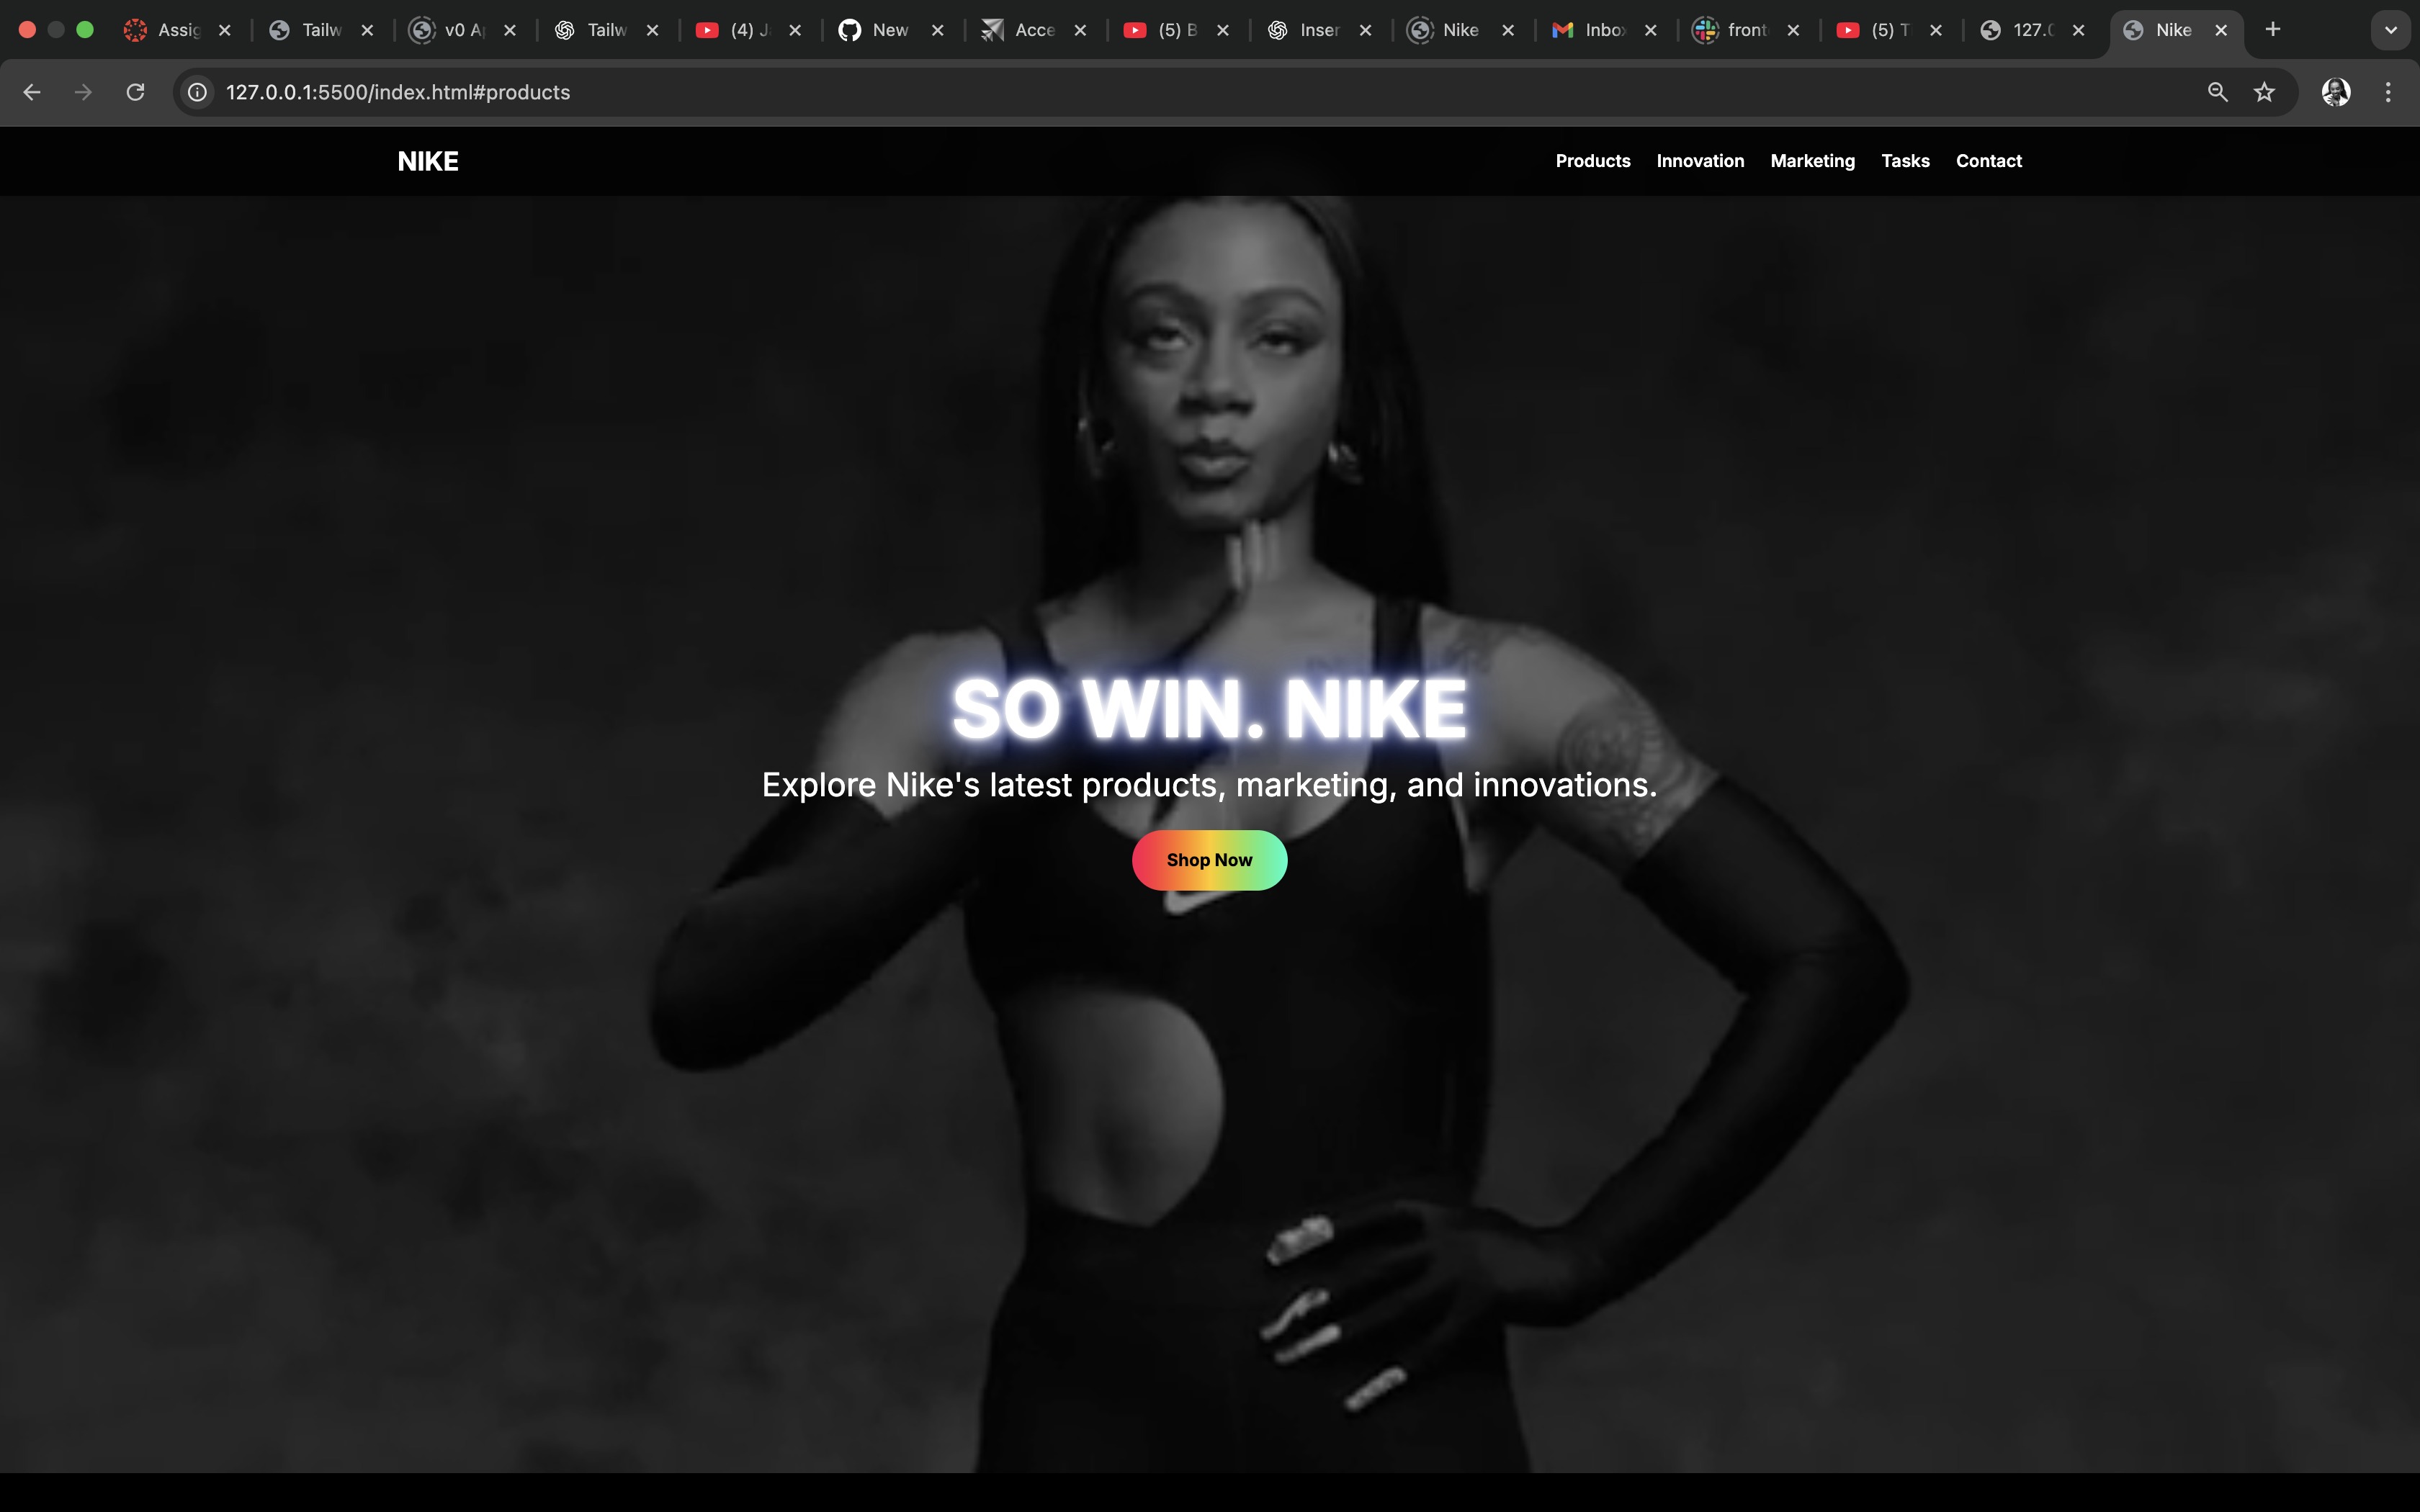 Assig
Tailw
v0 A
Tailw
(4) J
New
Acce
(5) B
Inser
Nike
Inbo
front
(5) T
127.0
Nike
127.0.0.1:5500/index.html#products
NIKE
Products
Innovation
Marketing
Tasks
Contact
SO WIN. NIKE
Explore Nike's latest products, marketing, and innovations.
Shop Now